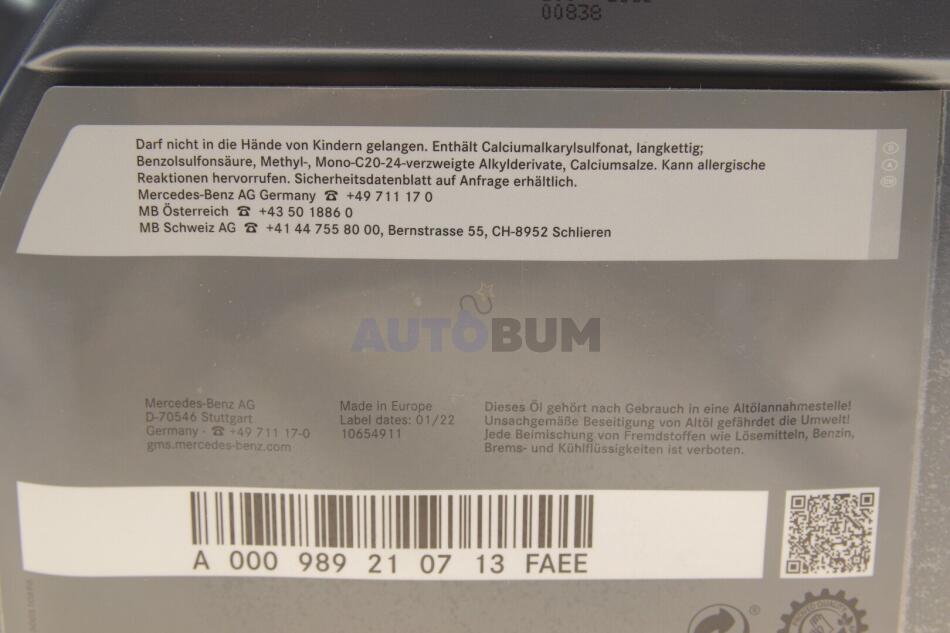 00838
Darf nicht in die Hände von Kindern gelangen. Enthält Calciumalkarylsulfonat, langkettig;
Benzolsulfonsäure, Methyl-, Mono-C20-24-verzweigte Alkylderivate, Calciumsalze. Kann allergische
Reaktionen hervorrufen. Sicherheitsdatenblatt auf Anfrage erhältlich.
Mercedes-Benz AG Germany ☎ +49 711 17 0
MB Österreich ☎ +43 50 1886 0
MB Schweiz AG ☎ +41 44 755 80 00, Bernstrasse 55, CH-8952 Schlieren
D
A
CH
AUTOBUM
Mercedes-Benz AG
D-70546 Stuttgart
Germany - ☎ +49 711 17-0
gms.mercedes-benz.com
Made in Europe
Label dates: 01/22
10654911
Dieses Öl gehört nach Gebrauch in eine Altölannahmestelle!
Unsachgemäße Beseitigung von Altöl gefährdet die Umwelt!
Jede Beimischung von Fremdstoffen wie Lösemitteln, Benzin,
Brems- und Kühlflüssigkeiten ist verboten.
A 000 989 21 07 13 FAEE
®